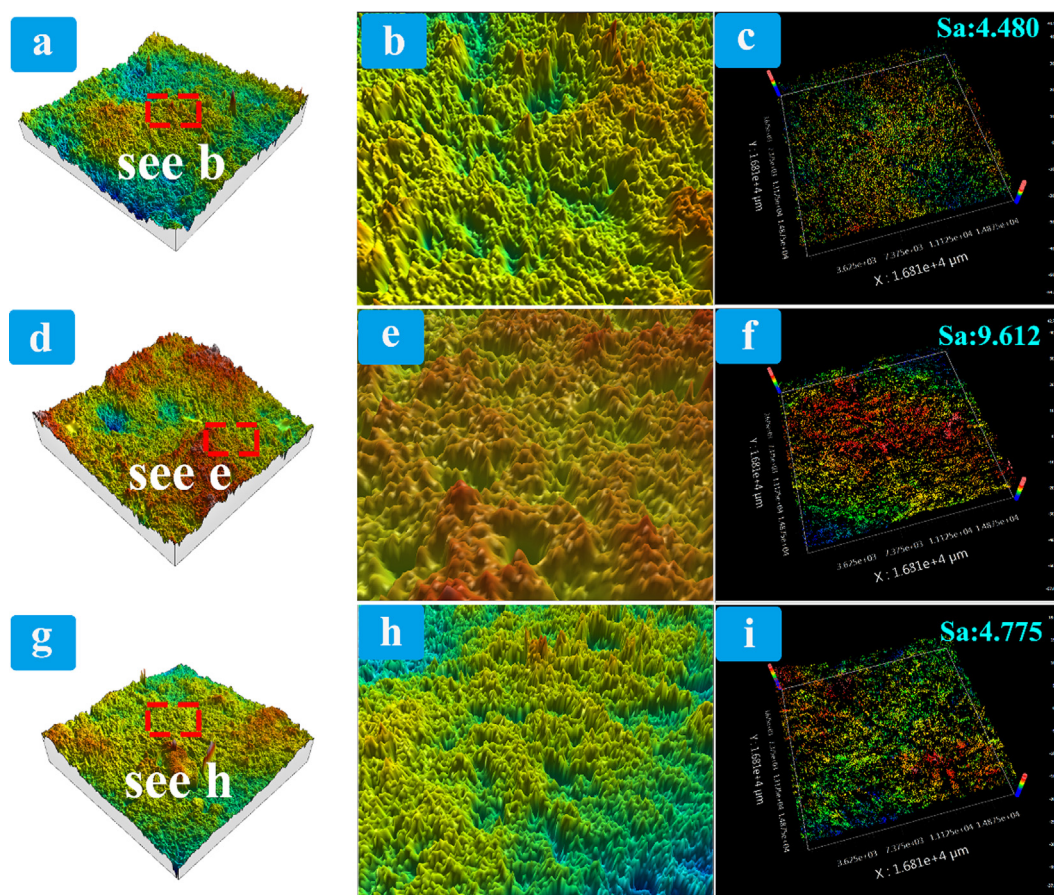 a
see b
b
c
Sa:4.480
Y : 1.681e+4 µm
3.625e+03 7.375e+03 1.1125e+04 1.4875e+04
X : 1.681e+4 µm
d
see e
e
f
Sa:9.612
Y : 1.681e+4 µm
3.625e+03 7.375e+03 1.1125e+04 1.4875e+04
X : 1.681e+4 µm
g
see h
h
i
Sa:4.775
Y : 1.681e+4 µm
3.625e+03 7.375e+03 1.1125e+04 1.4875e+04
X : 1.681e+4 µm